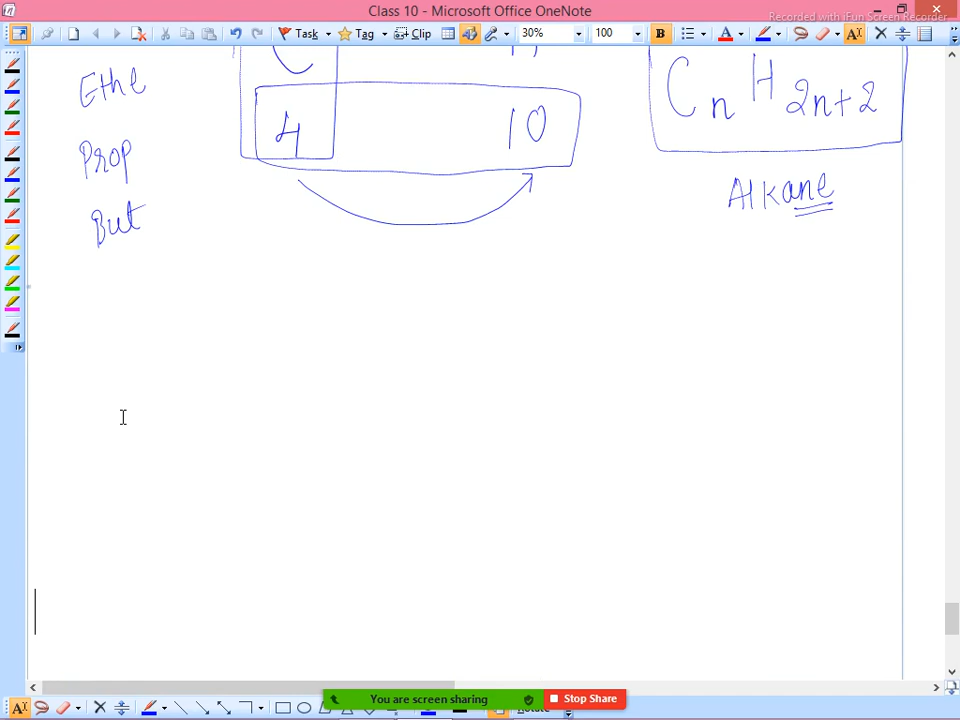 Class 10 - Microsoft Office OneNote
Recorded with iFun Screen Recorder
Task
Tag
Clip
30%
100
B
A
A
Ethe
4 10
C n H 2n+2
Prop
Alkane
But
You are screen sharing
Stop Share
A